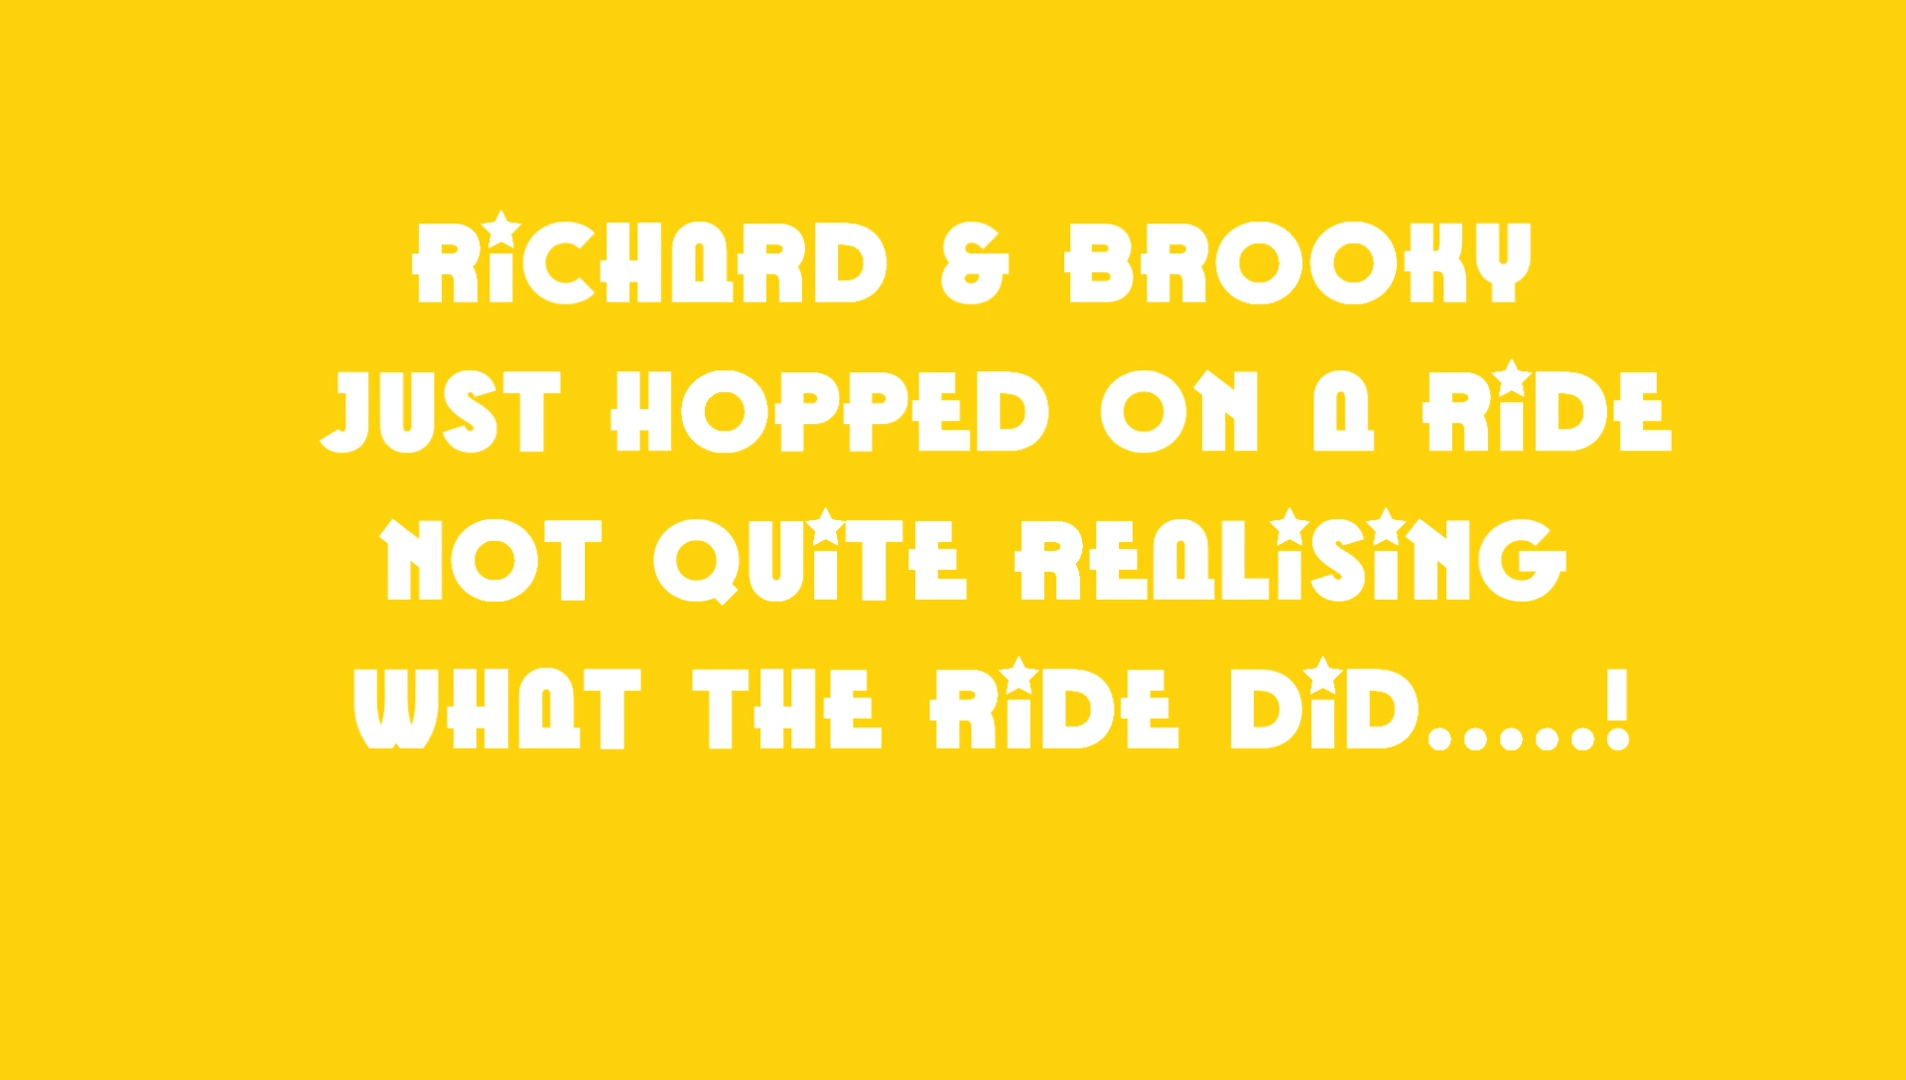 RiCHARD & BROOKY
JUST HOPPED ON A RiDE
NOT QUiTE REALiSiNG
WHAT THE RiDE DiD.....!